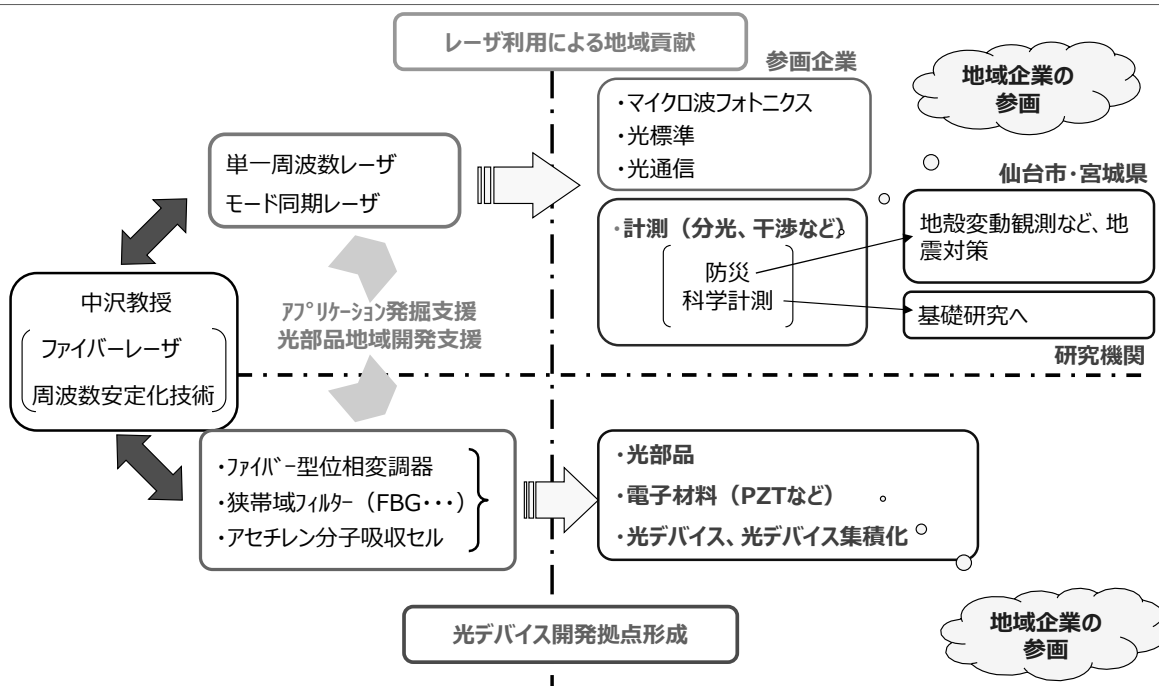 レーザ利用による地域貢献
参画企業
地域企業の
参画
・マイクロ波フォトニクス
・光標準
・光通信
単一周波数レーザ
モード同期レーザ
仙台市・宮城県
・計測（分光、干渉など）
防災
科学計測
地殻変動観測など、地
震対策
基礎研究へ
研究機関
中沢教授
ファイバーレーザ
周波数安定化技術
ｱﾌﾟﾘｹｰｼｮﾝ発掘支援
光部品地域開発支援
・ﾌｧｲﾊﾞｰ型位相変調器
・狭帯域ﾌｨﾙﾀｰ（FBG・・・）
・アセチレン分子吸収セル
・光部品
・電子材料（PZTなど）
・光デバイス、光デバイス集積化
光デバイス開発拠点形成
地域企業の
参画